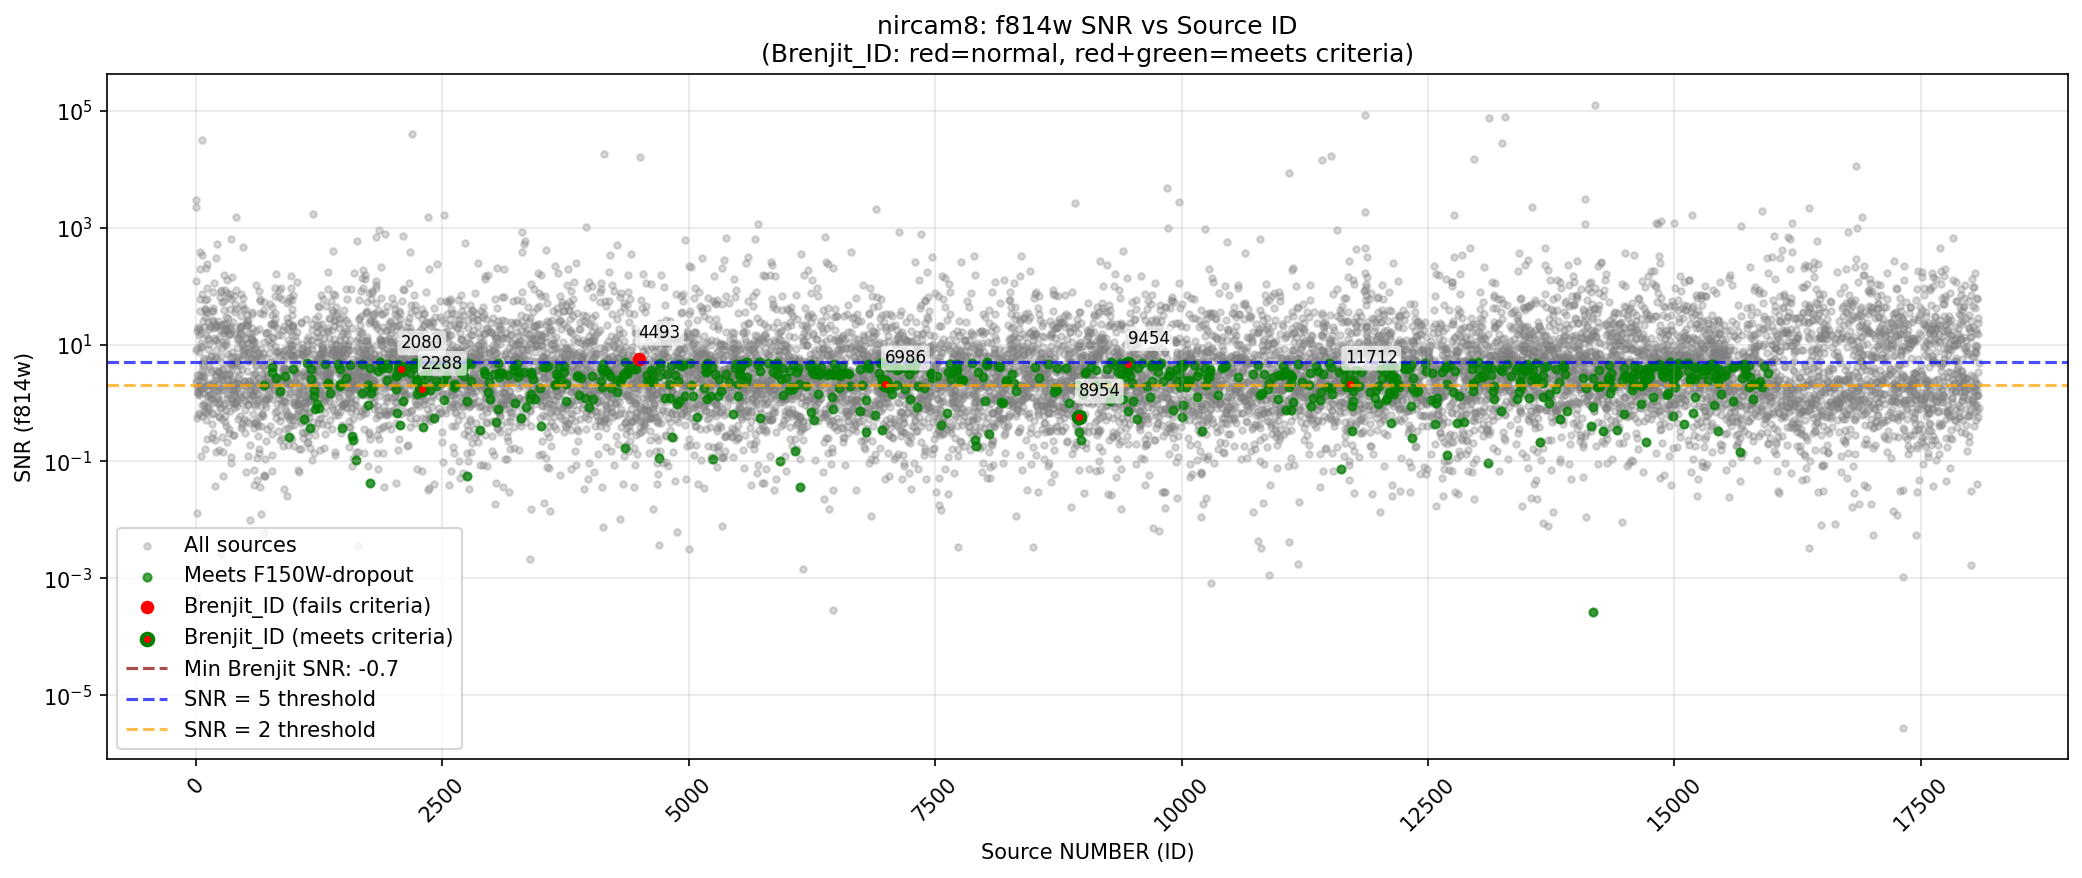 nircam8: f814w SNR vs Source ID
(Brenjit_ID: red=normal, red+green=meets criteria)
SNR (f814w)
10^5
10^3
10^1
10^−1
10^−3
10^−5
2080
2288
4493
6986
8954
9454
11712
All sources
Meets F150W-dropout
Brenjit_ID (fails criteria)
Brenjit_ID (meets criteria)
Min Brenjit SNR: -0.7
SNR = 5 threshold
SNR = 2 threshold
0
2500
5000
7500
10000
12500
15000
17500
Source NUMBER (ID)